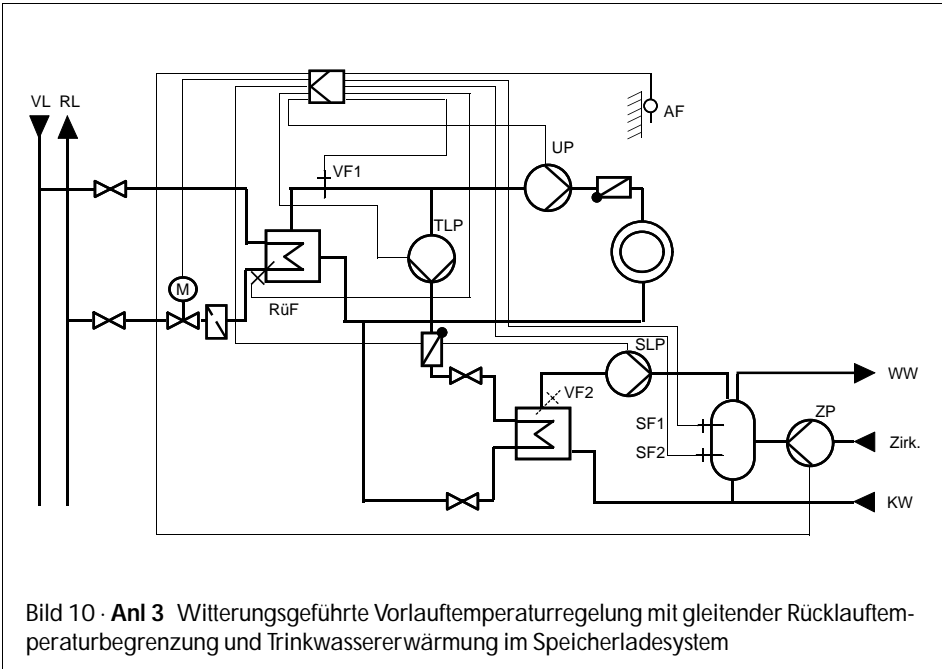 VL RL
AF
UP
VF1
TLP
M
RüF
SLP
VF2
WW
ZP
SF1
Zirk.
SF2
KW
Bild 10 · Anl 3 Witterungsgeführte Vorlauftemperaturregelung mit gleitender Rücklauftem-
peraturbegrenzung und Trinkwassererwärmung im Speicherladesystem